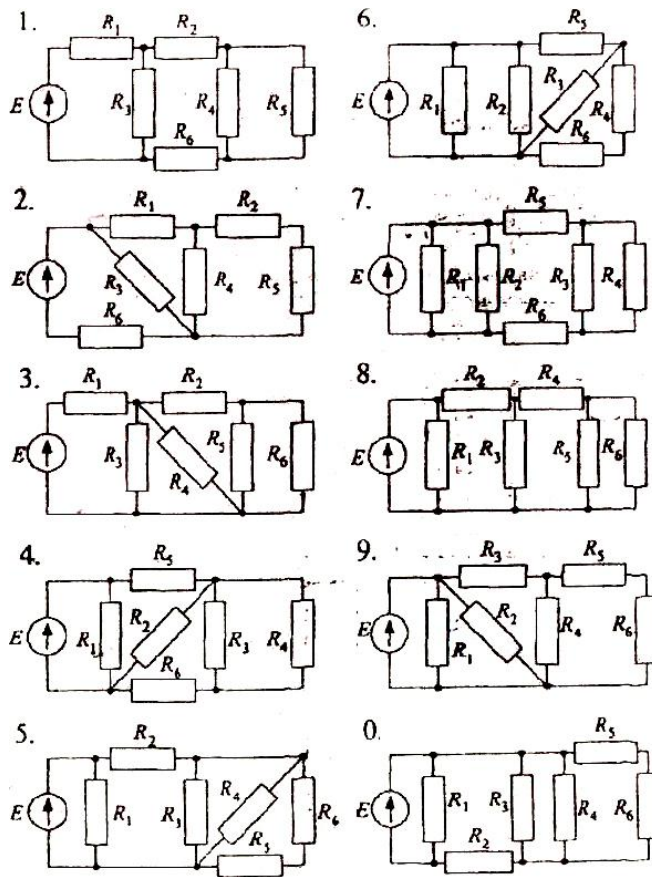 1.
R1 R2
E R3 R4 R5
R6
2.
R1 R2
E R3 R4 R5
R6
3.
R1 R2
E R3 R4 R5 R6
4.
R5
E R1 R2 R3 R4
R6
5.
R2
E R1 R3 R4 R6
R5
6.
R5
E R1 R2 R3 R4
R6
7.
R5
E R1 R2 R3 R4
R6
8.
R2 R4
E R1 R3 R5 R6
9.
R3 R5
E R1 R2 R4 R6
0.
R5
E R1 R3 R4 R6
R2